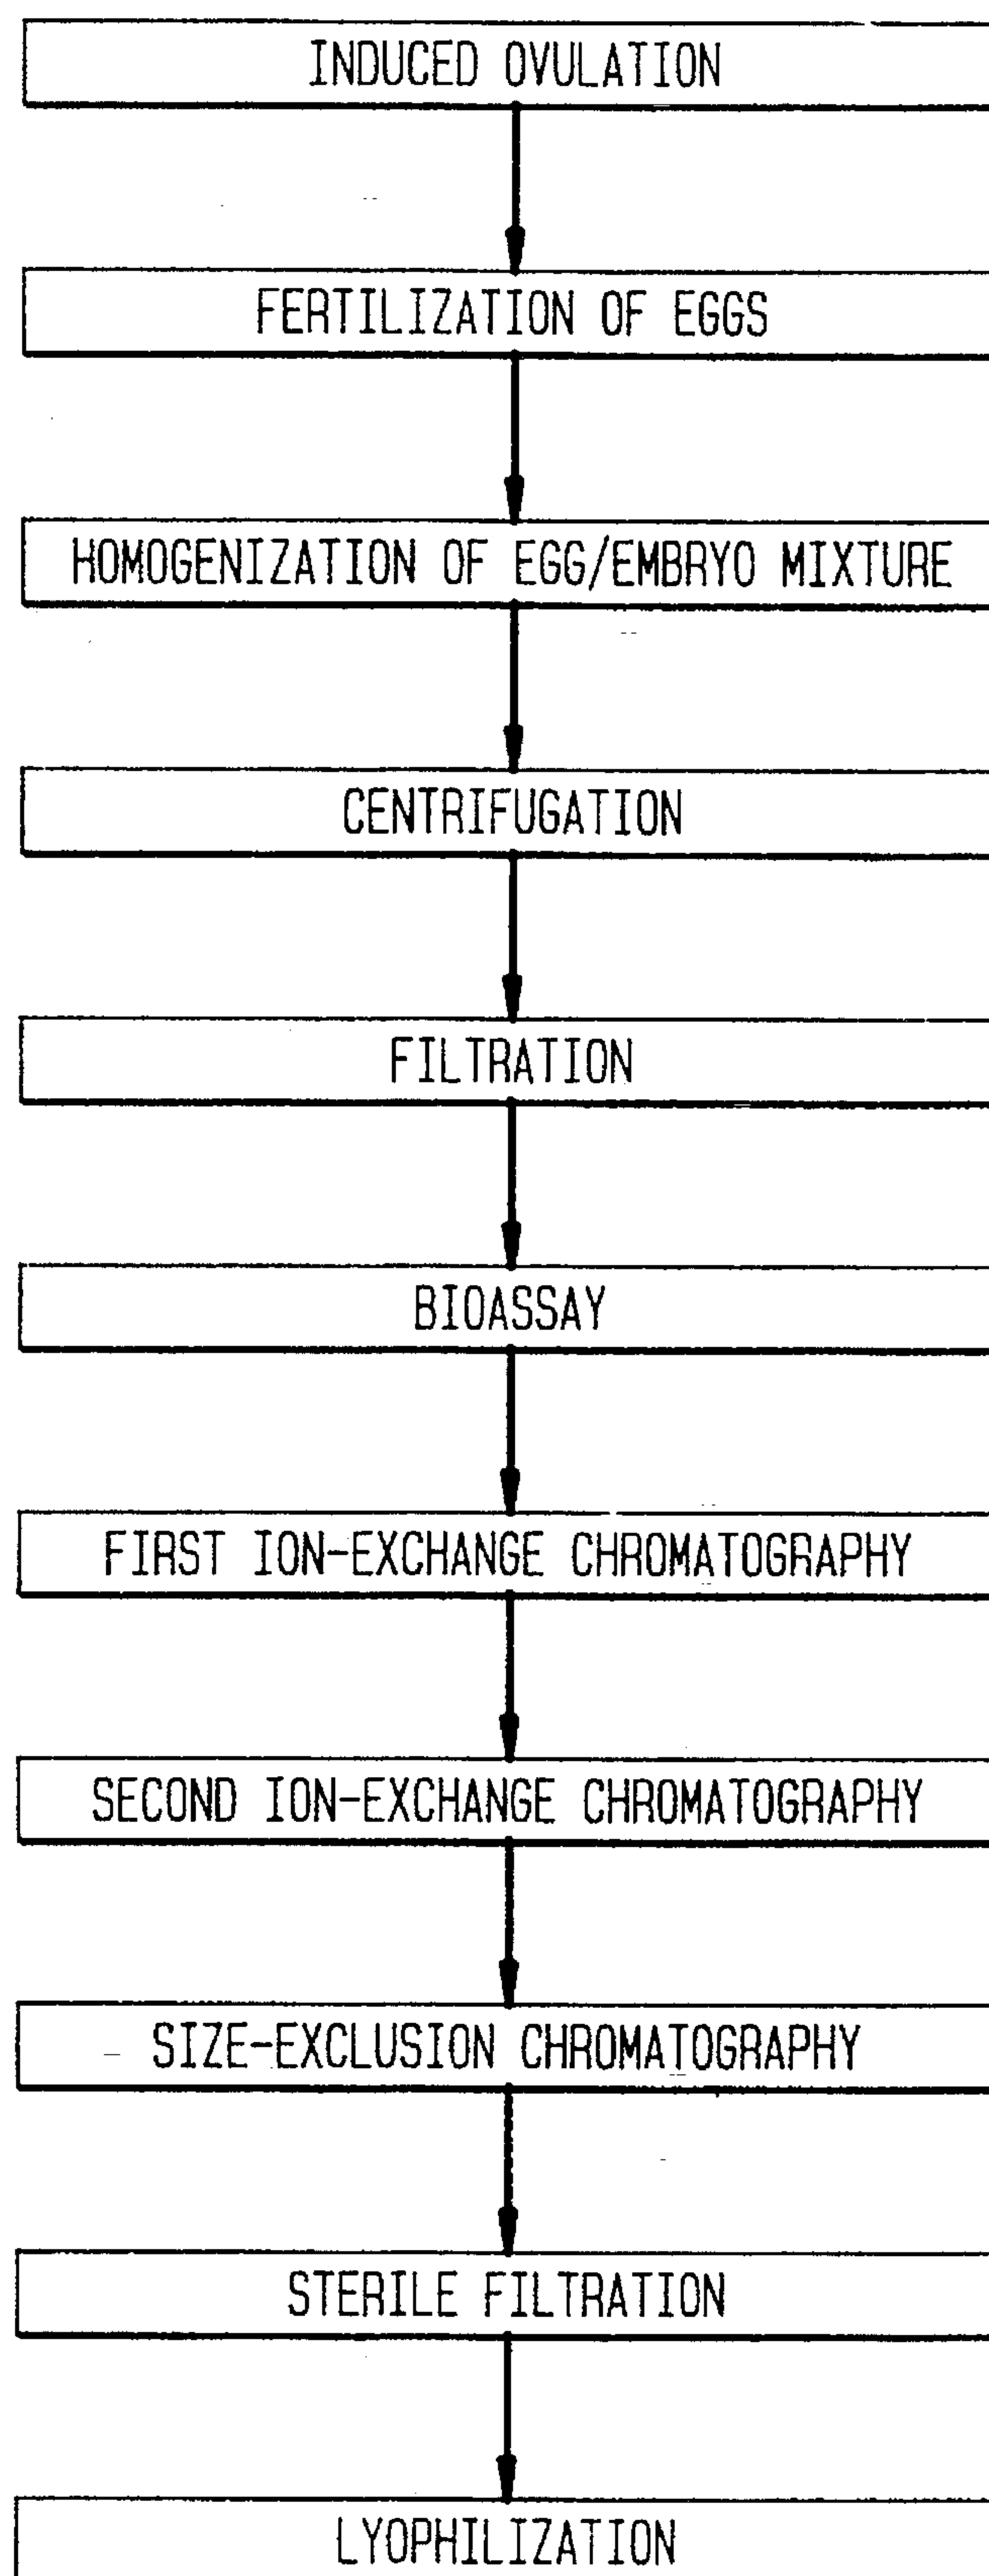 INDUCED OVULATION
FERTILIZATION OF EGGS
HOMOGENIZATION OF EGG/EMBRYO MIXTURE
CENTRIFUGATION
FILTRATION
BIOASSAY
FIRST ION-EXCHANGE CHROMATOGRAPHY
SECOND ION-EXCHANGE CHROMATOGRAPHY
SIZE-EXCLUSION CHROMATOGRAPHY
STERILE FILTRATION
LYOPHILIZATION